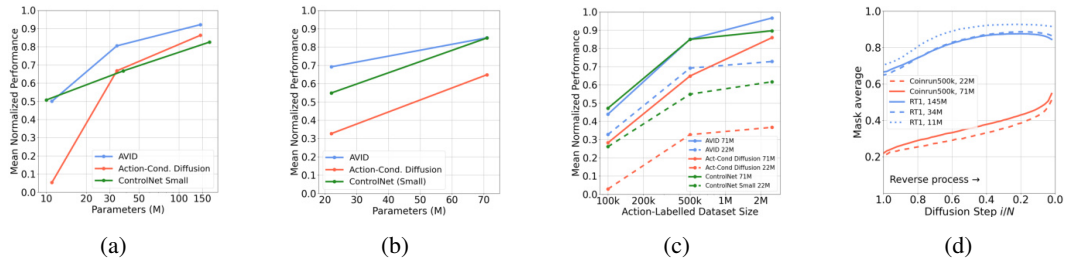 Mean Normalized Performance
1.0
0.9
0.8
0.7
0.6
0.5
0.4
0.3
0.2
0.1
0.0
AVID
Action-Cond. Diffusion
ControlNet Small
10 30 50 100 150
Parameters (M)
(a)
Mean Normalized Performance
1.0
0.9
0.8
0.7
0.6
0.5
0.4
0.3
0.2
0.1
0.0
AVID
Action-Cond. Diffusion
ControlNet (Small)
20 30 40 50 60 70
Parameters (M)
(b)
Mean Normalized Performance
1.0
0.9
0.8
0.7
0.6
0.5
0.4
0.3
0.2
0.1
0.0
AVID 71M
AVID 22M
Act-Cond Diffusion 71M
Act-Cond Diffusion 22M
ControlNet 71M
ControlNet Small 22M
100k 200k 500k 1M 2M
Action-Labelled Dataset Size
(c)
Mask average
1.0
0.8
0.6
0.4
0.2
Coinrun500k, 22M
Coinrun500k, 71M
RT1, 145M
RT1, 34M
RT1, 11M
Reverse process →
1.0 0.8 0.6 0.4 0.2 0.0
Diffusion Step i/N
(d)